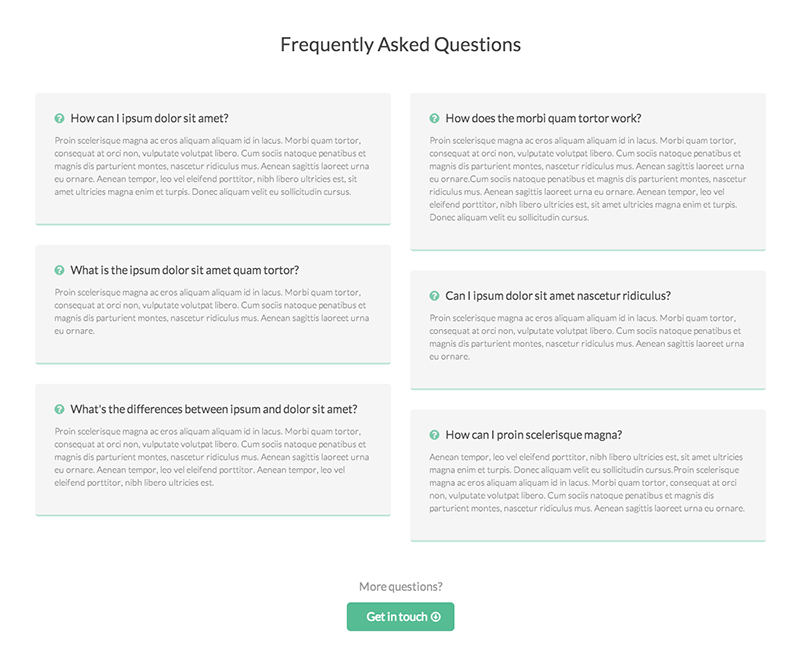 Frequently Asked Questions
How can I ipsum dolor sit amet?
Proin scelerisque magna ac eros aliquam aliquam id in lacus. Morbi quam tortor,
consequat at orci non, vulputate volutpat libero. Cum sociis natoque penatibus et
magnis dis parturient montes, nascetur ridiculus mus. Aenean sagittis laoreet urna
eu ornare. Aenean tempor, leo vel eleifend porttitor, nibh libero ultricies est, sit
amet ultricies magna enim et turpis. Donec aliquam velit eu sollicitudin cursus.
What is the ipsum dolor sit amet quam tortor?
Proin scelerisque magna ac eros aliquam aliquam id in lacus. Morbi quam tortor,
consequat at orci non, vulputate volutpat libero. Cum sociis natoque penatibus et
magnis dis parturient montes, nascetur ridiculus mus. Aenean sagittis laoreet urna
eu ornare.
What's the differences between ipsum and dolor sit amet?
Proin scelerisque magna ac eros aliquam aliquam id in lacus. Morbi quam tortor,
consequat at orci non, vulputate volutpat libero. Cum sociis natoque penatibus et
magnis dis parturient montes, nascetur ridiculus mus. Aenean sagittis laoreet urna
eu ornare. Aenean tempor, leo vel eleifend porttitor. Aenean tempor, leo vel
eleifend porttitor, nibh libero ultricies est.
How does the morbi quam tortor work?
Proin scelerisque magna ac eros aliquam aliquam id in lacus. Morbi quam tortor,
consequat at orci non, vulputate volutpat libero. Cum sociis natoque penatibus et
magnis dis parturient montes, nascetur ridiculus mus. Aenean sagittis laoreet urna
eu ornare.Cum sociis natoque penatibus et magnis dis parturient montes, nascetur
ridiculus mus. Aenean sagittis laoreet urna eu ornare. Aenean tempor, leo vel
eleifend porttitor, nibh libero ultricies est, sit amet ultricies magna enim et turpis.
Donec aliquam velit eu sollicitudin cursus.
Can I ipsum dolor sit amet nascetur ridiculus?
Proin scelerisque magna ac eros aliquam aliquam id in lacus. Morbi quam tortor,
consequat at orci non, vulputate volutpat libero. Cum sociis natoque penatibus et
magnis dis parturient montes, nascetur ridiculus mus. Aenean sagittis laoreet urna
eu ornare.
How can I proin scelerisque magna?
Aenean tempor, leo vel eleifend porttitor, nibh libero ultricies est, sit amet ultricies
magna enim et turpis. Donec aliquam velit eu sollicitudin cursus.Proin scelerisque
magna ac eros aliquam aliquam id in lacus. Morbi quam tortor, consequat at orci
non, vulputate volutpat libero. Cum sociis natoque penatibus et magnis dis
parturient montes, nascetur ridiculus mus. Aenean sagittis laoreet urna eu ornare.
More questions?
Get in touch